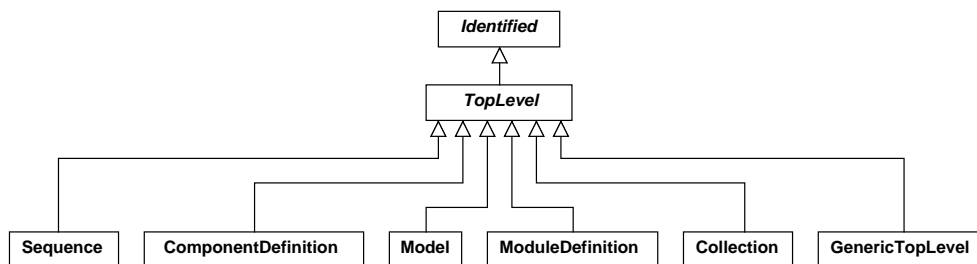 Identified
TopLevel
Sequence
ComponentDefinition
Model
ModuleDefinition
Collection
GenericTopLevel